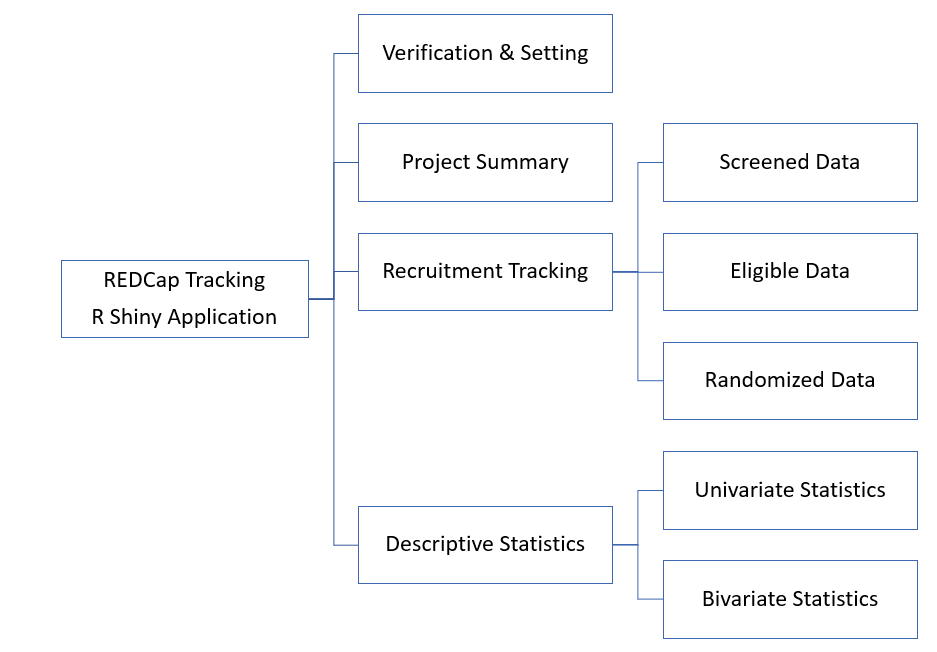 REDCap Tracking
R Shiny Application
Verification & Setting
Project Summary
Recruitment Tracking
Screened Data
Eligible Data
Randomized Data
Descriptive Statistics
Univariate Statistics
Bivariate Statistics